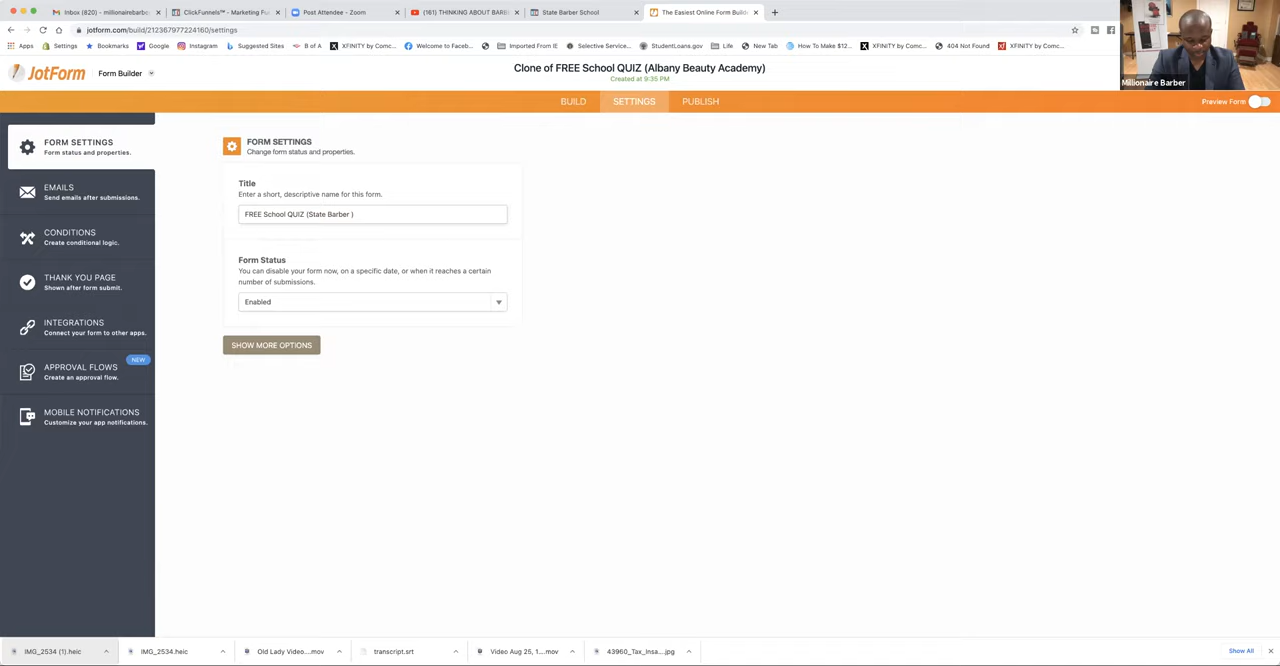 Inbox (820) - millionairebarbe
ClickFunnels™ - Marketing Fu
Post Attendee - Zoom
(161) THINKING ABOUT BARB
State Barber School
The Easiest Online Form Builde
jotform.com/build/212367977224160/settings
Apps
Settings
Bookmarks
Google
Instagram
Suggested Sites
B of A
XFINITY by Comc...
Welcome to Faceb...
Imported From IE
Selective Service...
StudentLoans.gov
Life
New Tab
How To Make $12...
XFINITY by Comc...
404 Not Found
XFINITY by Comc...
Millionaire Barber
JotForm
Form Builder
Clone of FREE School QUIZ (Albany Beauty Academy)
Created at 9:35 PM
BUILD
SETTINGS
PUBLISH
Preview Form
FORM SETTINGS
Form status and properties.
EMAILS
Send emails after submissions.
CONDITIONS
Create conditional logic.
THANK YOU PAGE
Shown after form submit.
INTEGRATIONS
Connect your form to other apps.
NEW
APPROVAL FLOWS
Create an approval flow.
MOBILE NOTIFICATIONS
Customize your app notifications.
FORM SETTINGS
Change form status and properties.
Title
Enter a short, descriptive name for this form.
FREE School QUIZ (State Barber )
Form Status
You can disable your form now, on a specific date, or when it reaches a certain
number of submissions.
Enabled
SHOW MORE OPTIONS
IMG_2534 (1).heic
IMG_2534.heic
Old Lady Video....mov
transcript.srt
Video Aug 25, 1....mov
43960_Tax_Insa....jpg
Show All